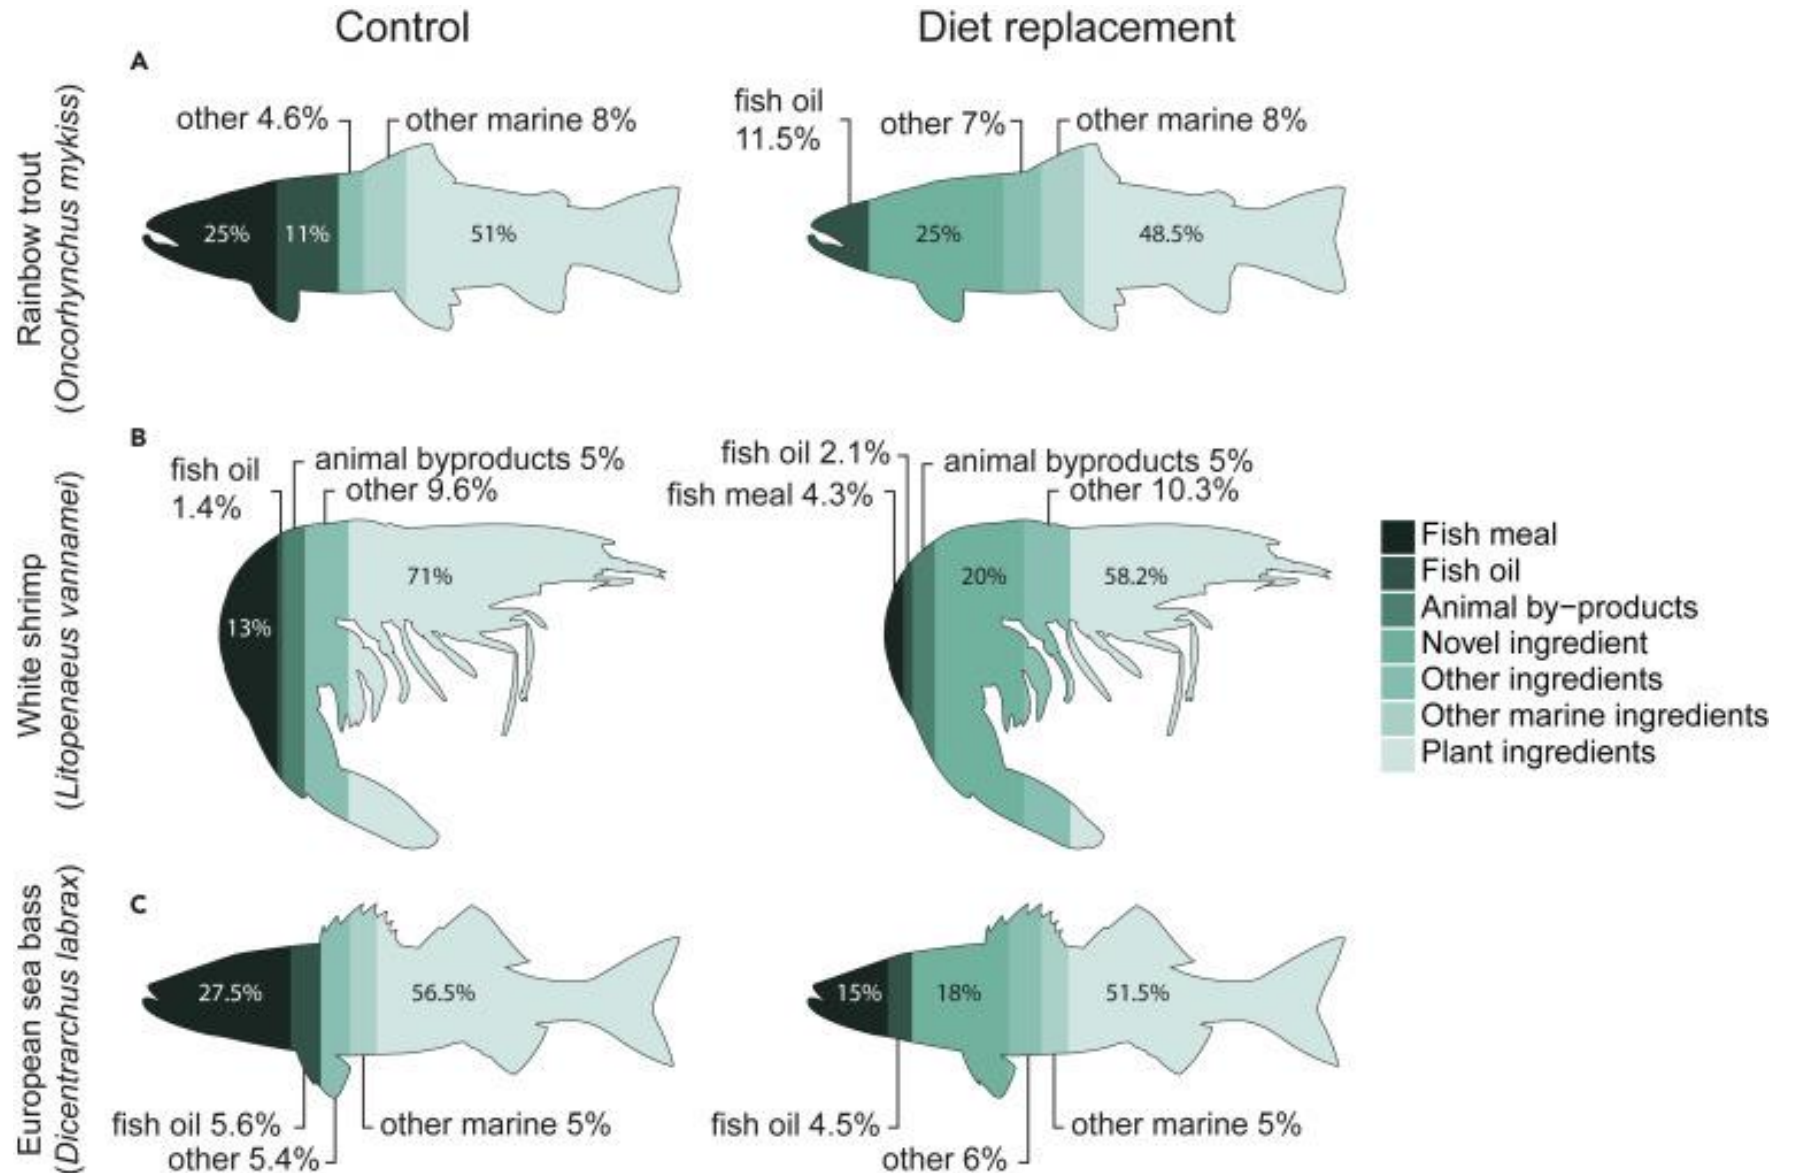 Control
Diet replacement
A
Rainbow trout
(Oncorhynchus mykiss)
other 4.6%
other marine 8%
25%
11%
51%
fish oil
11.5%
other 7%
other marine 8%
25%
48.5%
B
White shrimp
(Litopenaeus vannamei)
fish oil
1.4%
animal byproducts 5%
other 9.6%
13%
71%
fish oil 2.1%
fish meal 4.3%
animal byproducts 5%
other 10.3%
20%
58.2%
Fish meal
Fish oil
Animal by−products
Novel ingredient
Other ingredients
Other marine ingredients
Plant ingredients
C
European sea bass
(Dicentrarchus labrax)
27.5%
56.5%
fish oil 5.6%
other 5.4%
other marine 5%
15%
18%
51.5%
fish oil 4.5%
other 6%
other marine 5%